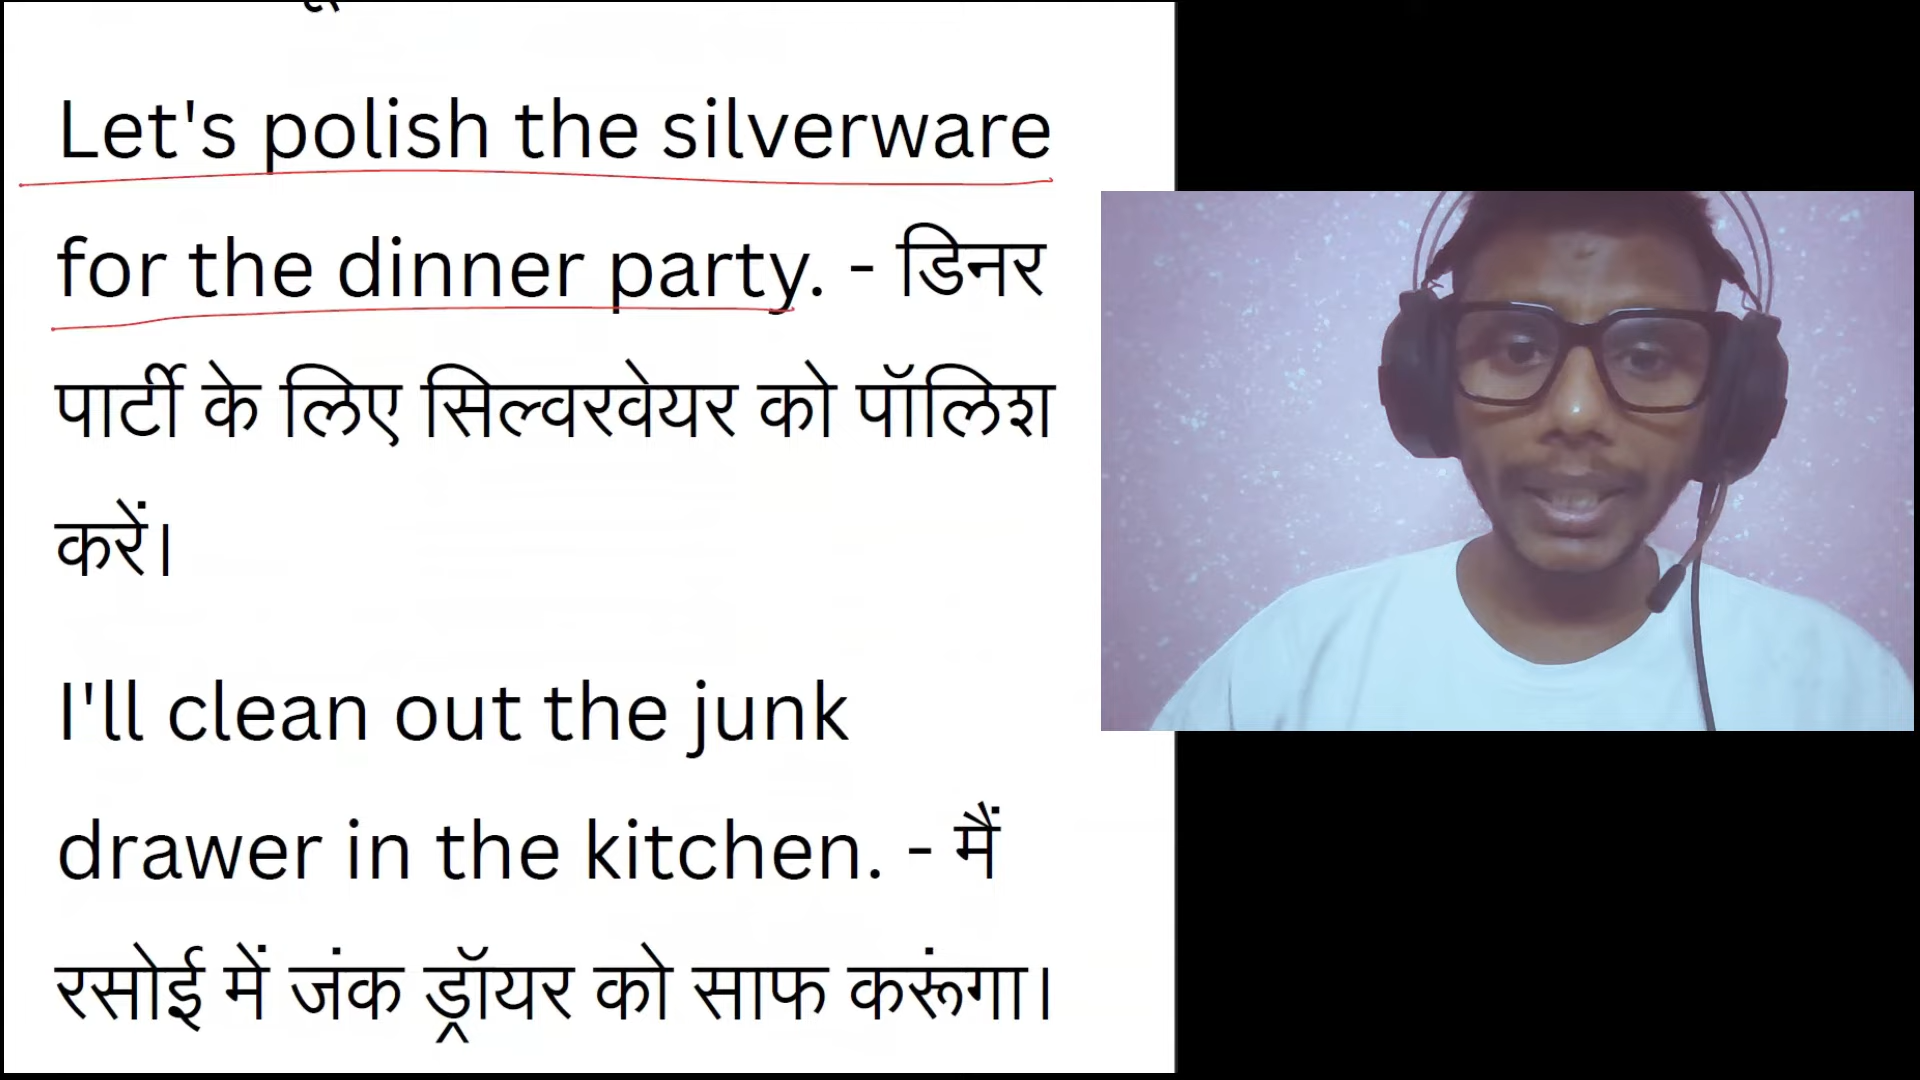 Let's polish the silverware
for the dinner party. - डिनर
पार्टी के लिए सिल्वरवेयर को पॉलिश
करें।
I'll clean out the junk
drawer in the kitchen. - मैं
रसोई में जंक ड्रॉयर को साफ करूंगा।